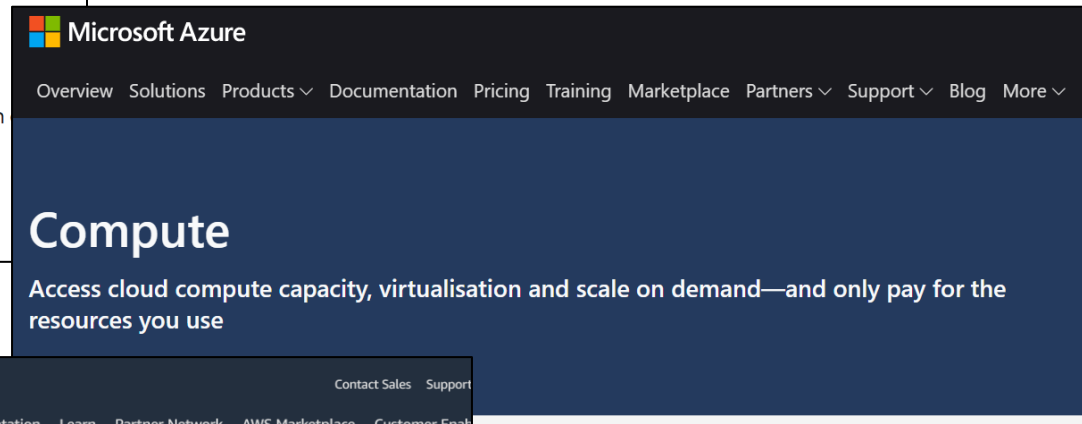 Microsoft Azure
Overview Solutions Products Documentation Pricing Training Marketplace Partners Support Blog More
Compute
Access cloud compute capacity, virtualisation and scale on demand—and only pay for the
resources you use
Contact Sales Support
Learn Partner Network AWS Marketplace Customer